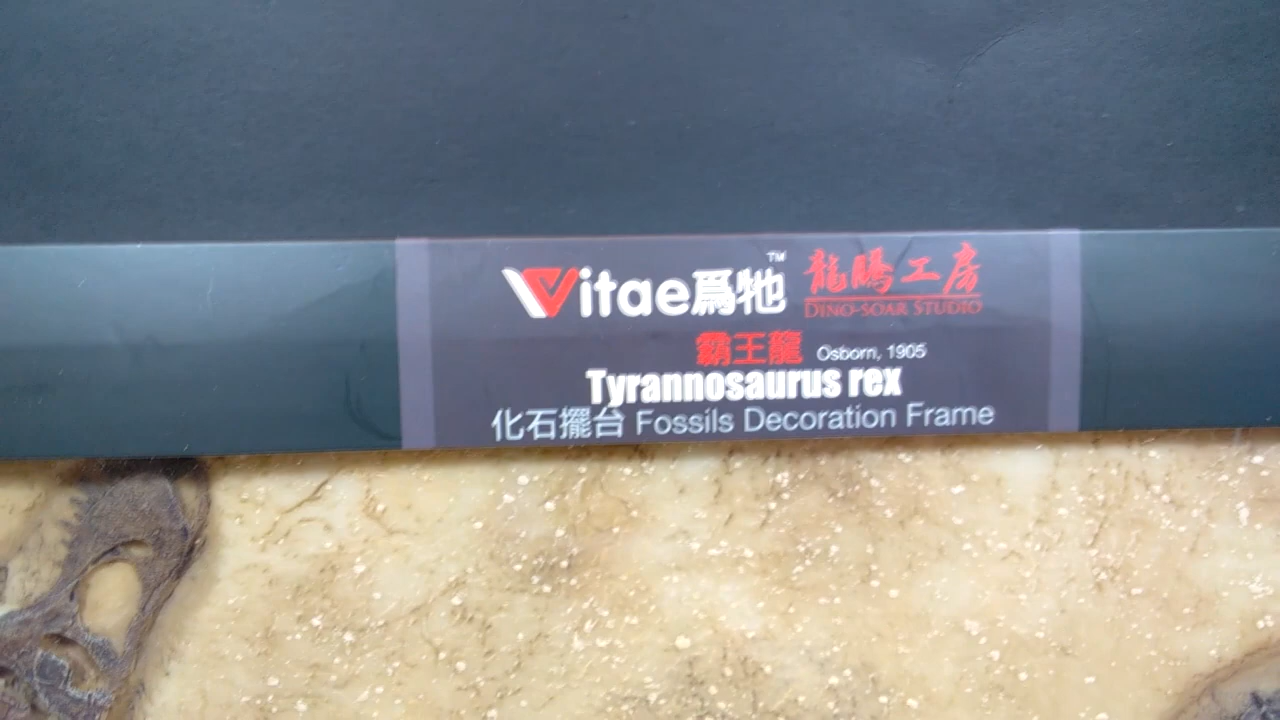 Vitae爲牠™ 龍騰工房
DINO-SOAR STUDIO
霸王龍 Osborn, 1905
Tyrannosaurus rex
化石擺台 Fossils Decoration Frame